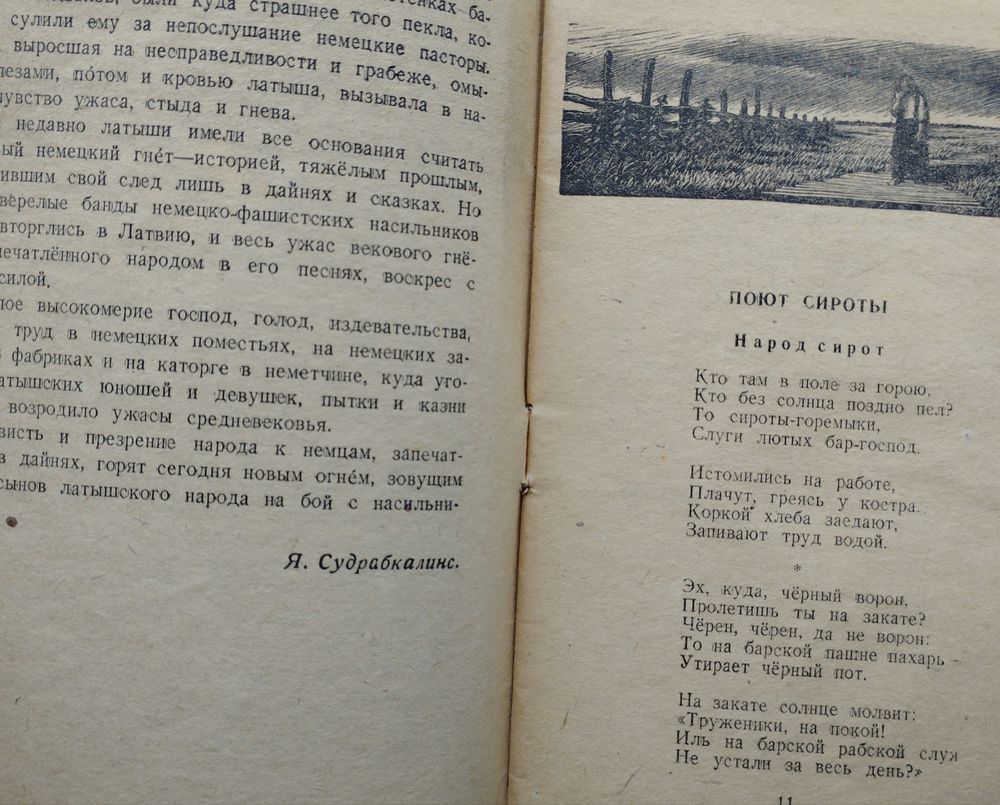 были куда страшнее того пекла, ко-
сулили ему за непослушание немецкие пасторы.
выросшая на несправедливости и грабеже, омы-
потом и кровью латыша, вызывала в на-
чувство ужаса, стыда и гнева.
недавно латыши имели все основания считать
немецкий гнёт—историей, тяжёлым прошлым,
свой след лишь в дайнях и сказках. Но
банды немецко-фашистских насильников
вторглись в Латвию, и весь ужас векового гнё-
народом в его песнях, воскрес с
силой.
высокомерие господ, голод, издевательства,
труд в немецких поместьях, на немецких за-
фабриках и на каторге в неметчине, куда уго-
латышских юношей и девушек, пытки и казни
возродило ужасы средневековья.
и презрение народа к немцам, запечат-
в дайнях, горят сегодня новым огнём, зовущим
сынов латышского народа на бой с насильни-
Я. Судрабкалинс.
ПОЮТ СИРОТЫ
Народ сирот
Кто там в поле за горою,
Кто без солнца поздно пел?
То сироты-горемыки,
Слуги лютых бар-господ.
Истомились на работе,
Плачут, греясь у костра.
Коркой хлеба заедают,
Запивают труд водой.
*
Эх, куда, чёрный ворон,
Пролетишь ты на закате?
Чёрен, чёрен, да не ворон:
То на барской пашне пахарь —
Утирает чёрный пот.
На закате солнце молвит:
«Труженики, на покой!
Иль на барской рабской
Не устали за весь день?»
11